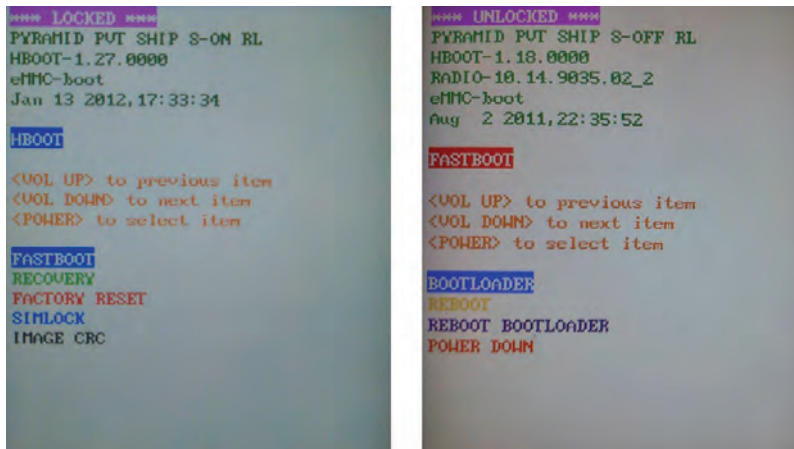 *** LOCKED ***
PYRAMID PVT SHIP S-ON RL
HBOOT-1.27.0000
eMMC-boot
Jan 13 2012,17:33:34
HBOOT
<VOL UP> to previous item
<VOL DOWN> to next item
<POWER> to select item
FASTBOOT
RECOVERY
FACTORY RESET
SIMLOCK
IMAGE CRC
*** UNLOCKED ***
PYRAMID PVT SHIP S-OFF RL
HBOOT-1.18.0000
RADIO-10.14.9035.02_2
eMMC-boot
Aug 2 2011,22:35:52
FASTBOOT
<VOL UP> to previous item
<VOL DOWN> to next item
<POWER> to select item
BOOTLOADER
REBOOT
REBOOT BOOTLOADER
POWER DOWN